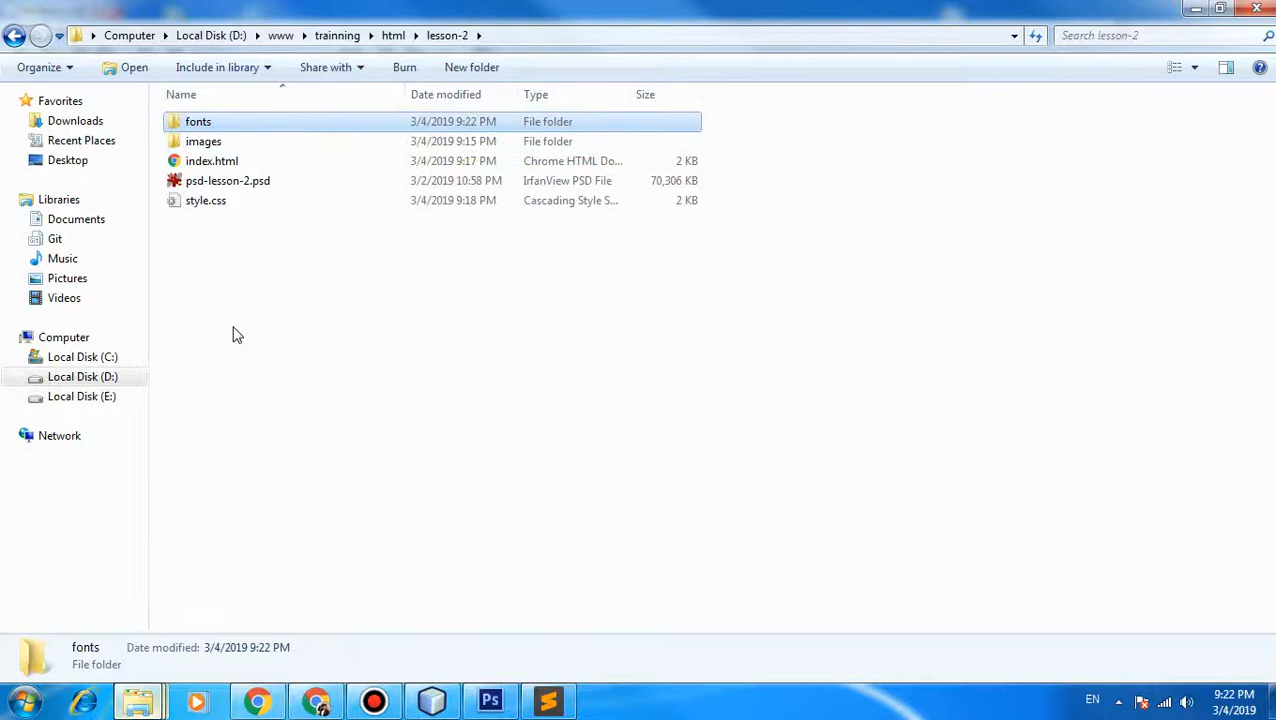 Computer Local Disk (D:) www trainning html lesson-2 Search lesson-2
Organize Open Include in library Share with Burn New folder
Name Date modified Type Size
Favorites
Downloads
Recent Places
Desktop
Libraries
Documents
Git
Music
Pictures
Videos
Computer
Local Disk (C:)
Local Disk (D:)
Local Disk (E:)
Network
fonts 3/4/2019 9:22 PM File folder
images 3/4/2019 9:15 PM File folder
index.html 3/4/2019 9:17 PM Chrome HTML Do... 2 KB
psd-lesson-2.psd 3/2/2019 10:58 PM IrfanView PSD File 70,306 KB
style.css 3/4/2019 9:18 PM Cascading Style S... 2 KB
fonts Date modified: 3/4/2019 9:22 PM
File folder
Ps
EN
9:22 PM
3/4/2019